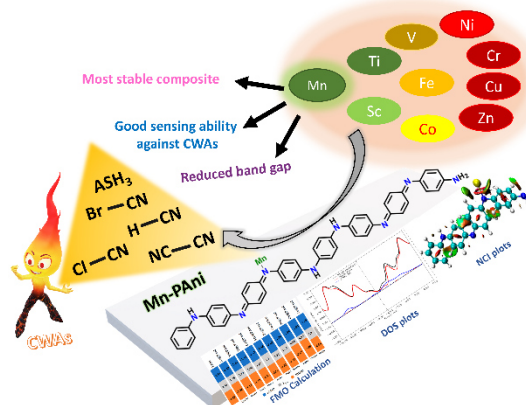 Ni
V
Cr
Ti
Most stable composite
Mn
Fe
Cu
Sc
Zn
Co
Good sensing ability
against CWAs
Reduced band gap
ASH3
Br—CN
H—CN
Cl—CN
NC—CN
CWAs
Mn-PAni
Mn
H
N
N
N
H
N
N
N
H
N
N
NH2
NCI plots
DOS plots
FMO Calculation